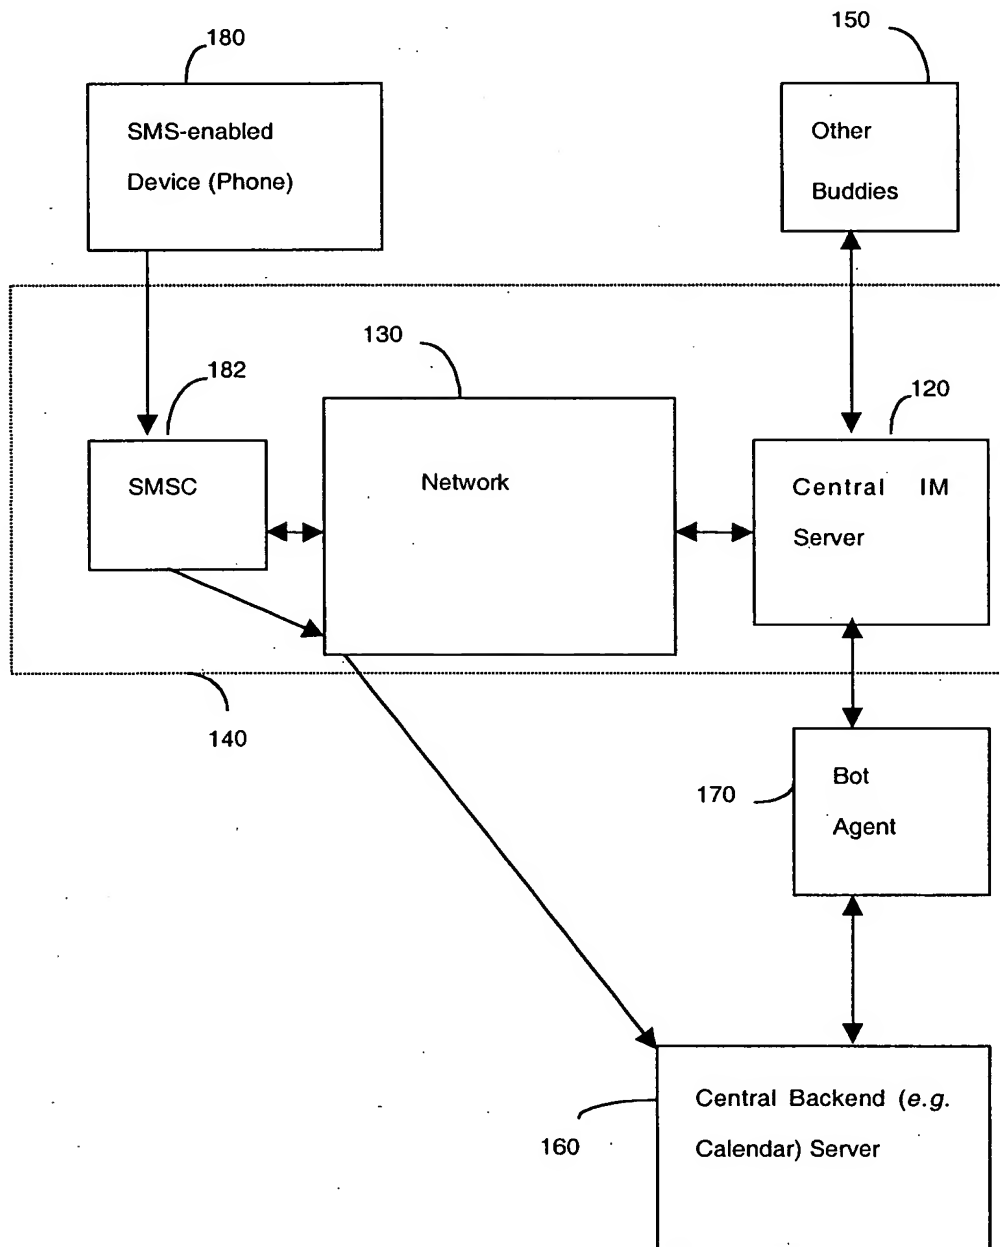 180
150
SMS-enabled
Device (Phone)
Other
Buddies
130
182
120
SMSC
Network
Central IM
Server
140
170
Bot
Agent
160
Central Backend (e.g.
Calendar) Server